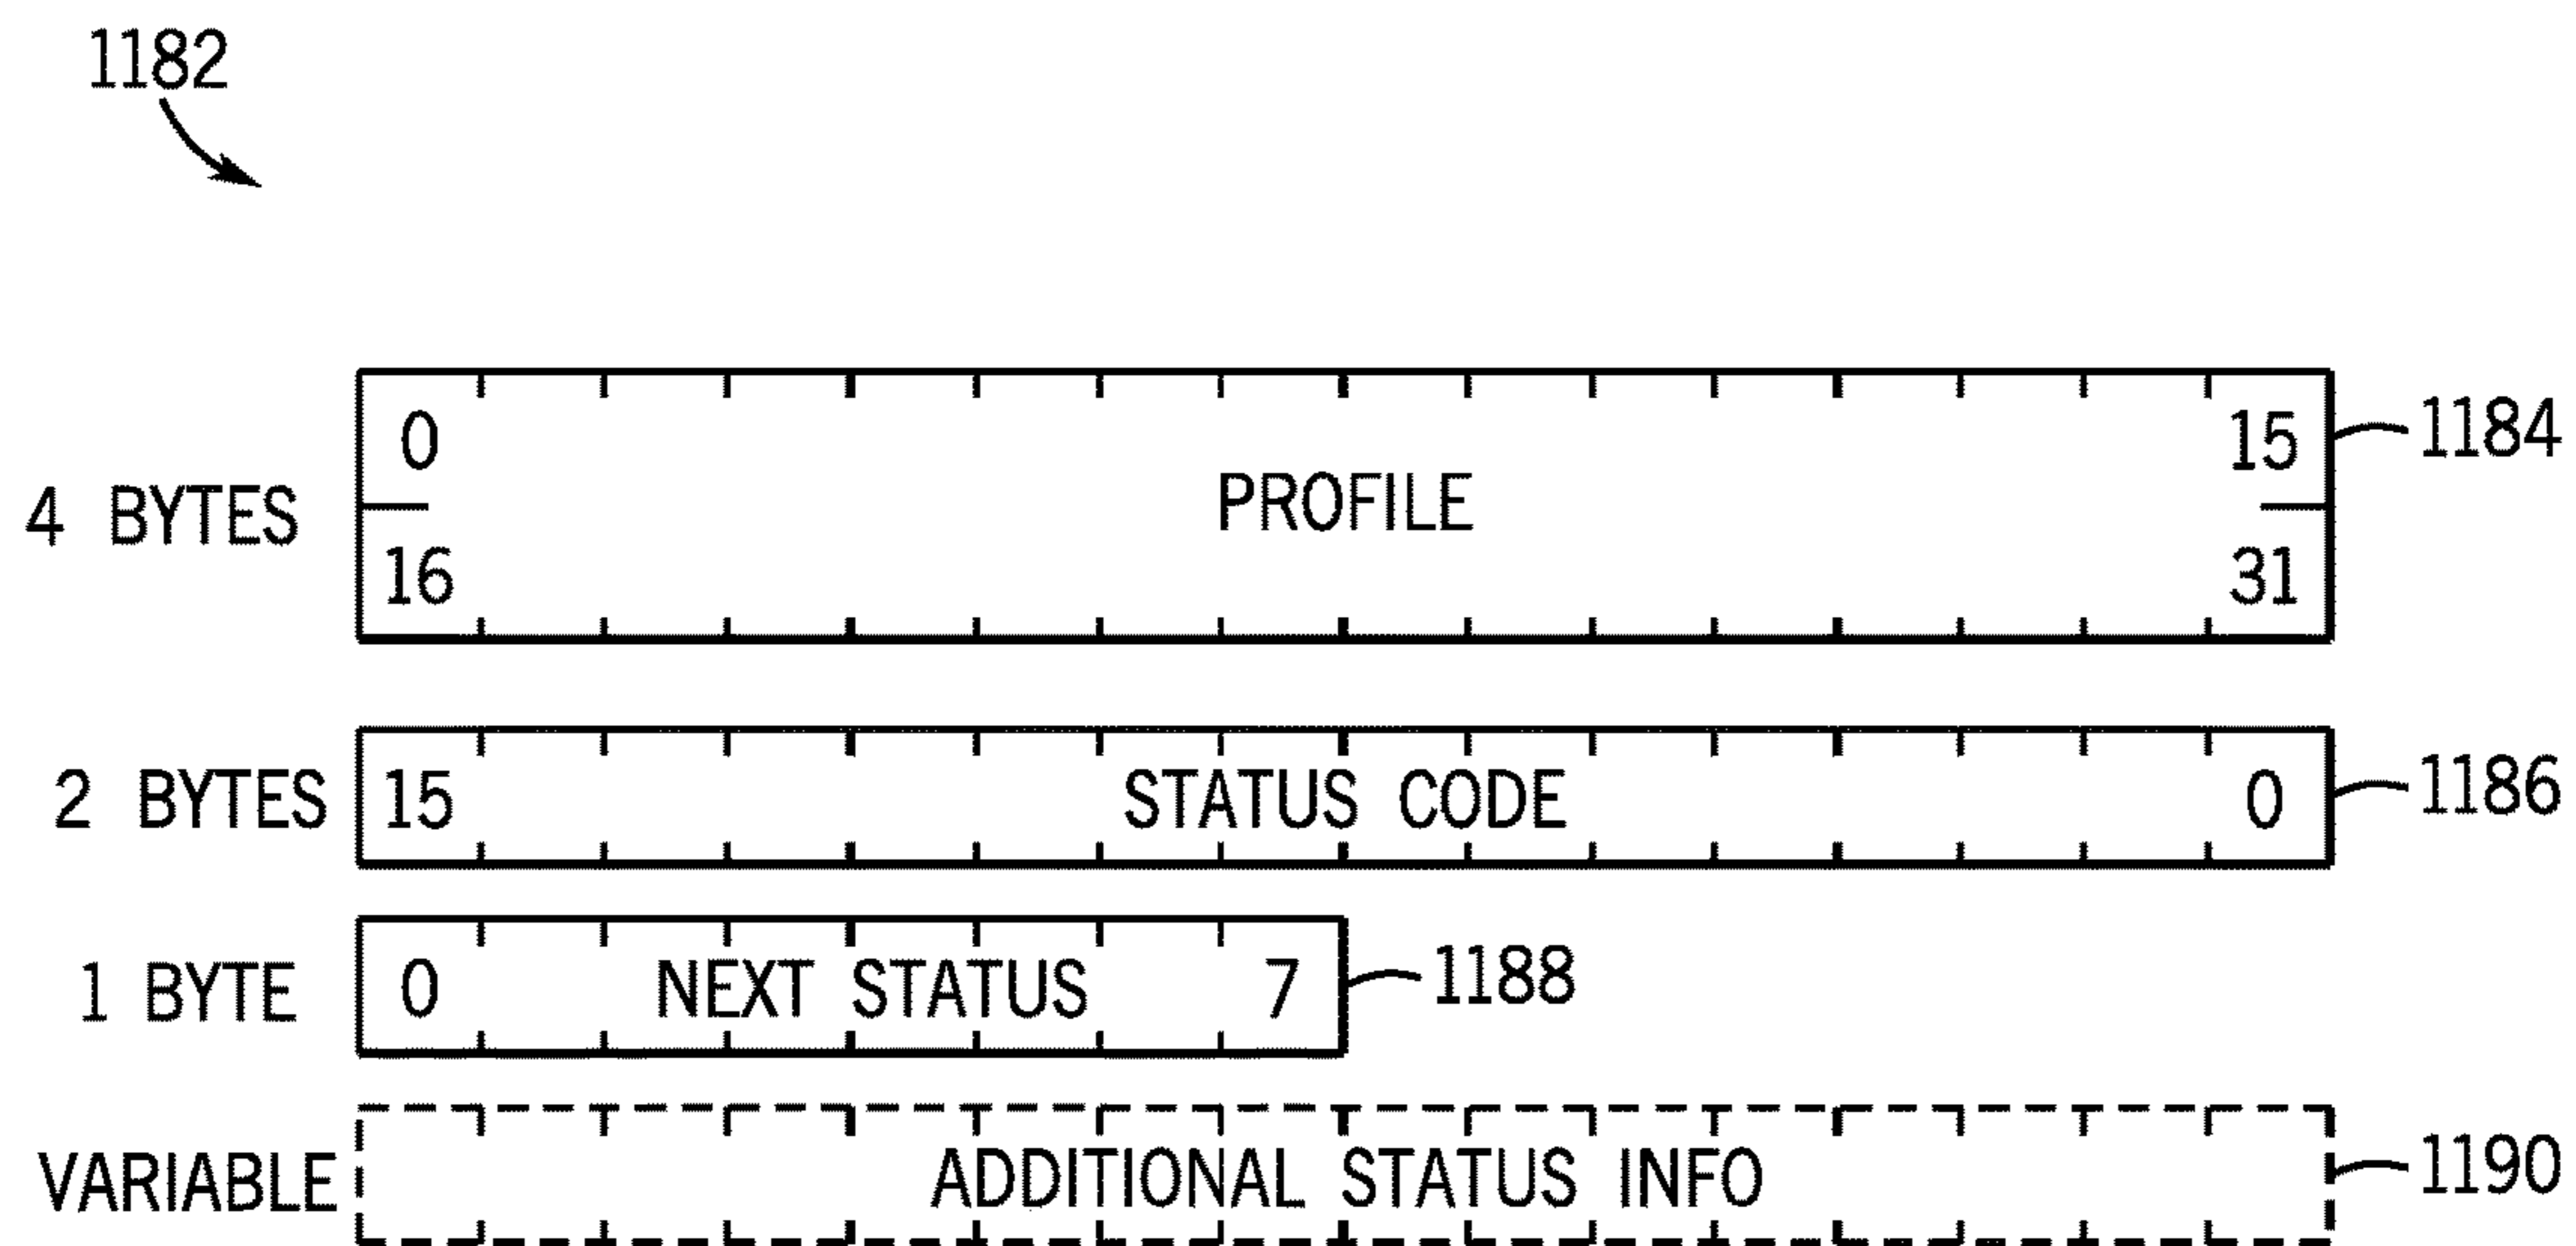 1182
0 15 1184
4 BYTES PROFILE
16 31
2 BYTES 15 STATUS CODE 0 1186
1 BYTE 0 NEXT STATUS 7 1188
VARIABLE ADDITIONAL STATUS INFO 1190